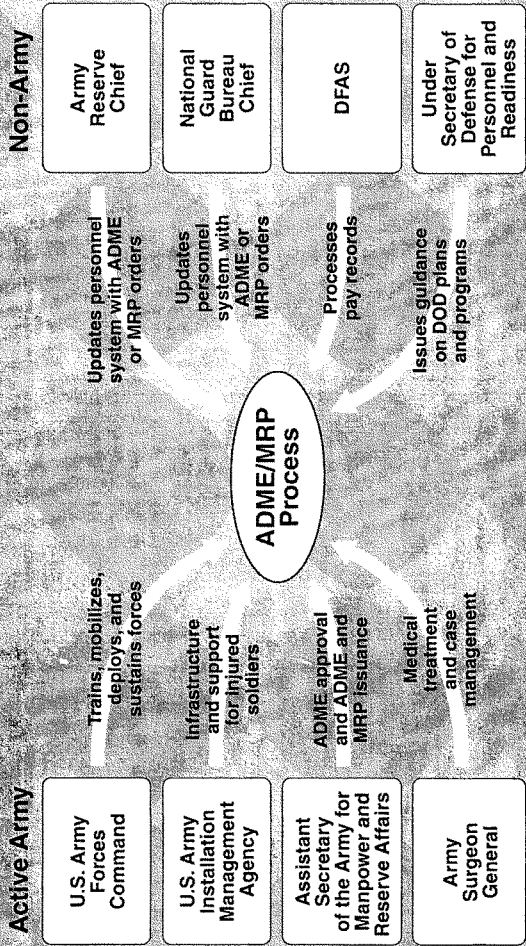 Active Army
Non-Army
U.S. Army
Forces
Command
Trains, mobilizes,
deploys, and
sustains forces
U.S. Army
Installation
Management
Agency
Infrastructure
and support
for injured
soldiers
Assistant
Secretary
of the Army for
Manpower and
Reserve Affairs
ADME approval
and ADME and
MRP issuance
Army
Surgeon
General
Medical
treatment
and case
management
ADME/MRP
Process
Updates personnel
system with ADME
or MRP orders
Army
Reserve
Chief
Updates
personnel
system with
ADME or
MRP orders
National
Guard
Bureau
Chief
Processes
pay records
DFAS
Issues guidance
on DOD plans
and programs
Under
Secretary of
Defense for
Personnel and
Readiness